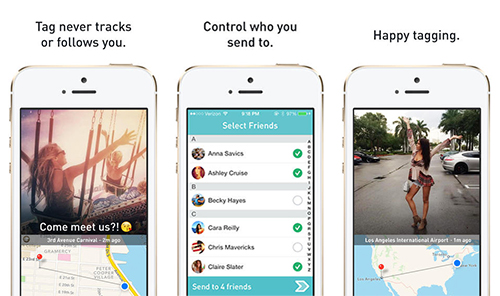 Tag never tracks
or follows you.
Control who you
send to.
Happy tagging.
Come meet us?!😘
3rd Avenue Carnival - 2m ago
GRAMERCY
PETER
COOPER
VILLAGE
Verizon
9:16 PM
Select Friends
A
Anna Savics
Ashley Cruise
B
Becky Hayes
C
Cara Reilly
Chris Mavericks
Claire Slater
Send to 4 friends
Los Angeles International Airport - 1m ago